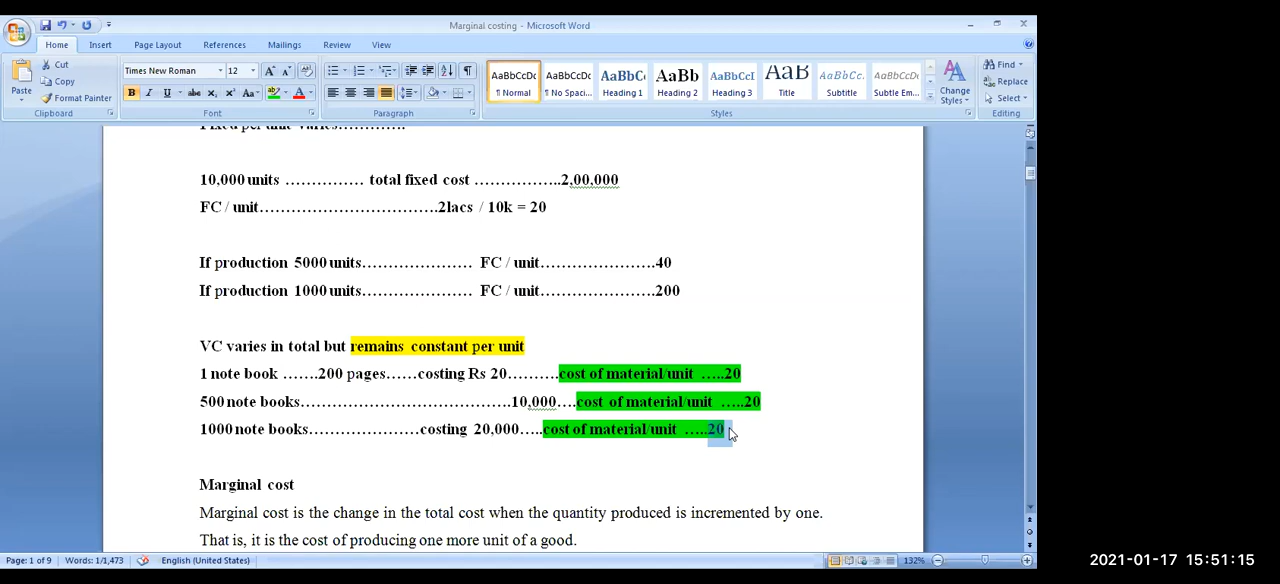 Marginal costing - Microsoft Word
Home Insert Page Layout References Mailings Review View
Paste
Cut
Copy
Format Painter
Clipboard
Times New Roman 12
B I U abc x₂ x² Aa
Font
Paragraph
AaBbCcDc AaBbCcDc AaBbC AaBb AaBbCcI AaB AaBbCc. AaBbCcDc
¶ Normal ¶ No Spaci... Heading 1 Heading 2 Heading 3 Title Subtitle Subtle Em...
Styles
Change Styles
Find
Replace
Select
Editing
Fixed per unit varies………….
10,000 units …………… total fixed cost ……………..2,00,000
FC / unit…………………………….2lacs / 10k = 20
If production 5000 units………………… FC / unit………………….40
If production 1000 units………………… FC / unit………………….200
VC varies in total but remains constant per unit
1 note book …….200 pages……costing Rs 20……….cost of material/unit …..20
500 note books…………………………………..10,000….cost of material/unit …..20
1000 note books…………………costing 20,000…..cost of material/unit …..20
Marginal cost
Marginal cost is the change in the total cost when the quantity produced is incremented by one.
That is, it is the cost of producing one more unit of a good.
Page: 1 of 9 Words: 1/1,473 English (United States) 132%
2021-01-17 15:51:15